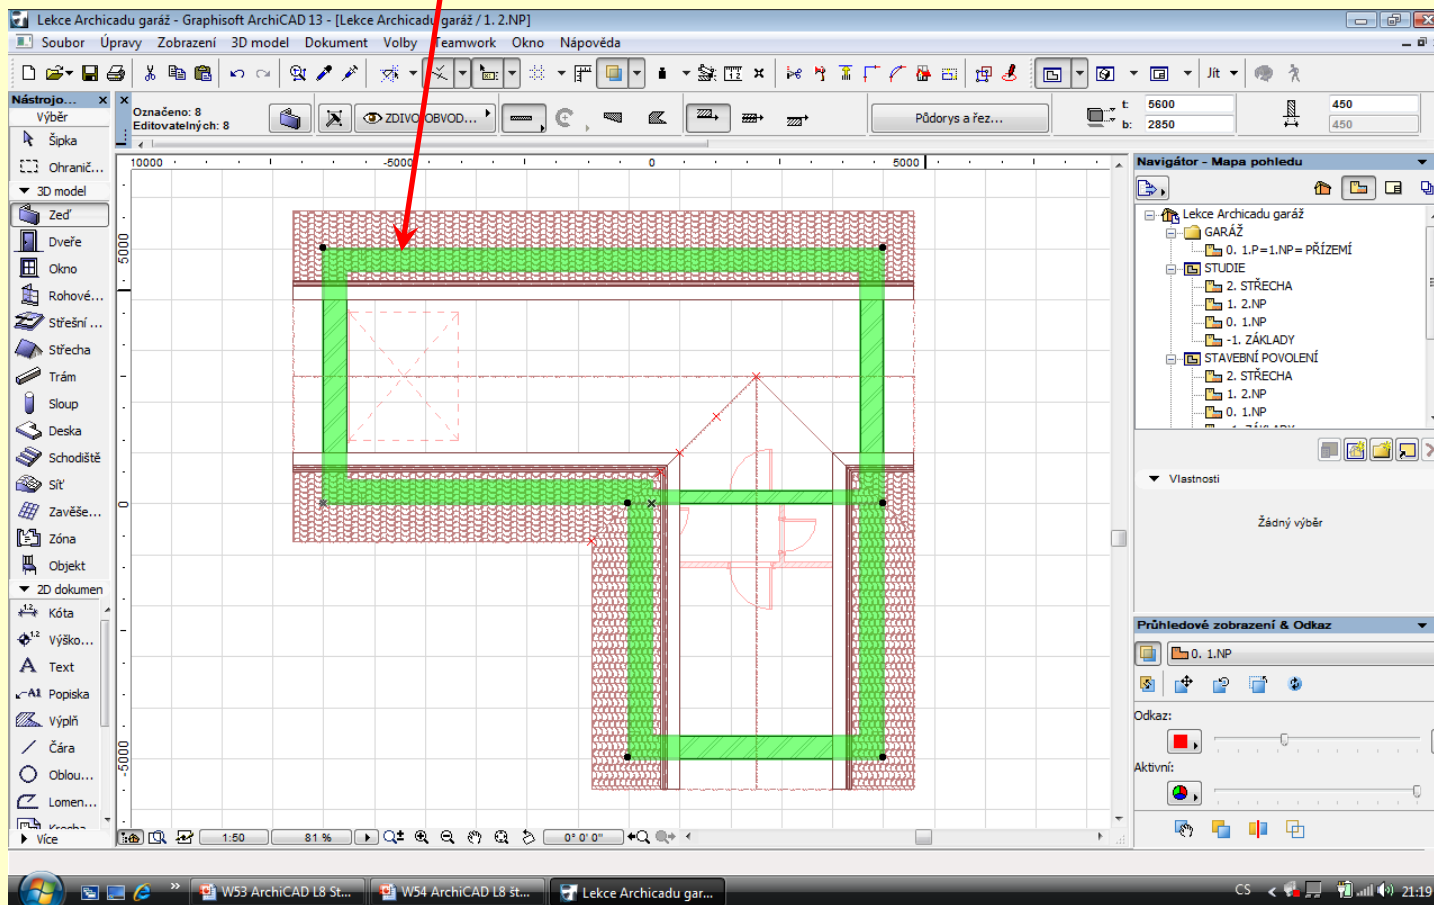 Lekce Archicadu garáž - Graphisoft ArchiCAD 13 - [Lekce Archicadu garáž / 1. 2.NP]
Soubor Úpravy Zobrazení 3D model Dokument Volby Teamwork Okno Nápověda
Jít
Nástrojo...
Výběr
Šipka
Ohranič...
3D model
Zeď
Dveře
Okno
Rohové...
Střešní ...
Střecha
Trám
Sloup
Deska
Schodiště
Síť
Zavěše...
Zóna
Objekt
2D dokumen
Kóta
Výško...
Text
Popiska
Výplň
Čára
Oblou...
Lomen...
Více
Označeno: 8
Editovatelných: 8
ZDIVO OBVOD...
Půdorys a řez...
t: 5600
b: 2850
450
450
10000 -5000 0 5000
5000
0
-5000
1:50 81 % 0° 0' 0"
Navigátor - Mapa pohledu
Lekce Archicadu garáž
GARÁŽ
0. 1.P=1.NP= PŘÍZEMÍ
STUDIE
2. STŘECHA
1. 2.NP
0. 1.NP
-1. ZÁKLADY
STAVEBNÍ POVOLENÍ
2. STŘECHA
1. 2.NP
0. 1.NP
Vlastnosti
Žádný výběr
Průhledové zobrazení & Odkaz
0. 1.NP
Odkaz:
Aktivní:
W53 ArchiCAD L8 St... W54 ArchiCAD L8 št... Lekce Archicadu gar... CS 21:19